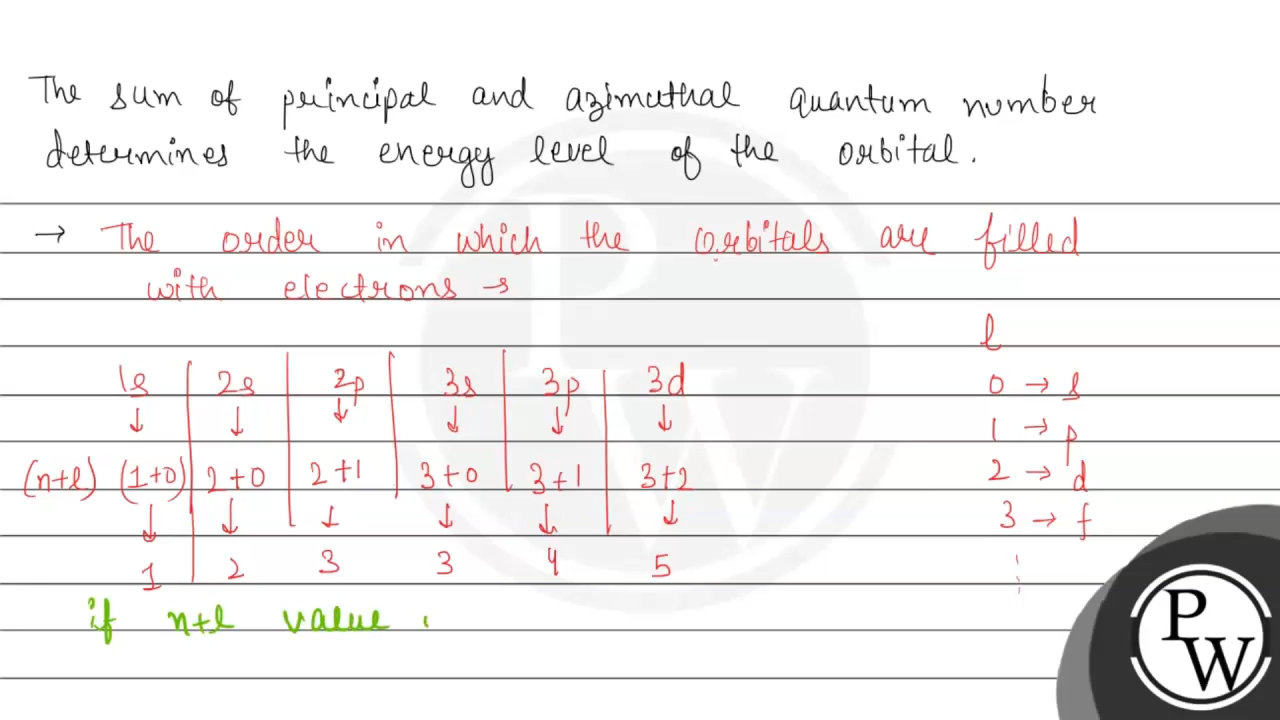 The sum of principal and azimuthal quantum number
determines the energy level of the orbital.
→ The order in which the orbitals are filled
with electrons →
l
1s 2s 2p 3s 3p 3d
0 → s
↓ ↓ ↓ ↓ ↓ ↓
1 → p
(n+l) (1+0) 2+0 2+1 3+0 3+1 3+2
2 → d
↓ ↓ ↓ ↓ ↓ ↓
3 → f
1 2 3 3 4 5
if n+l value
PW
PW